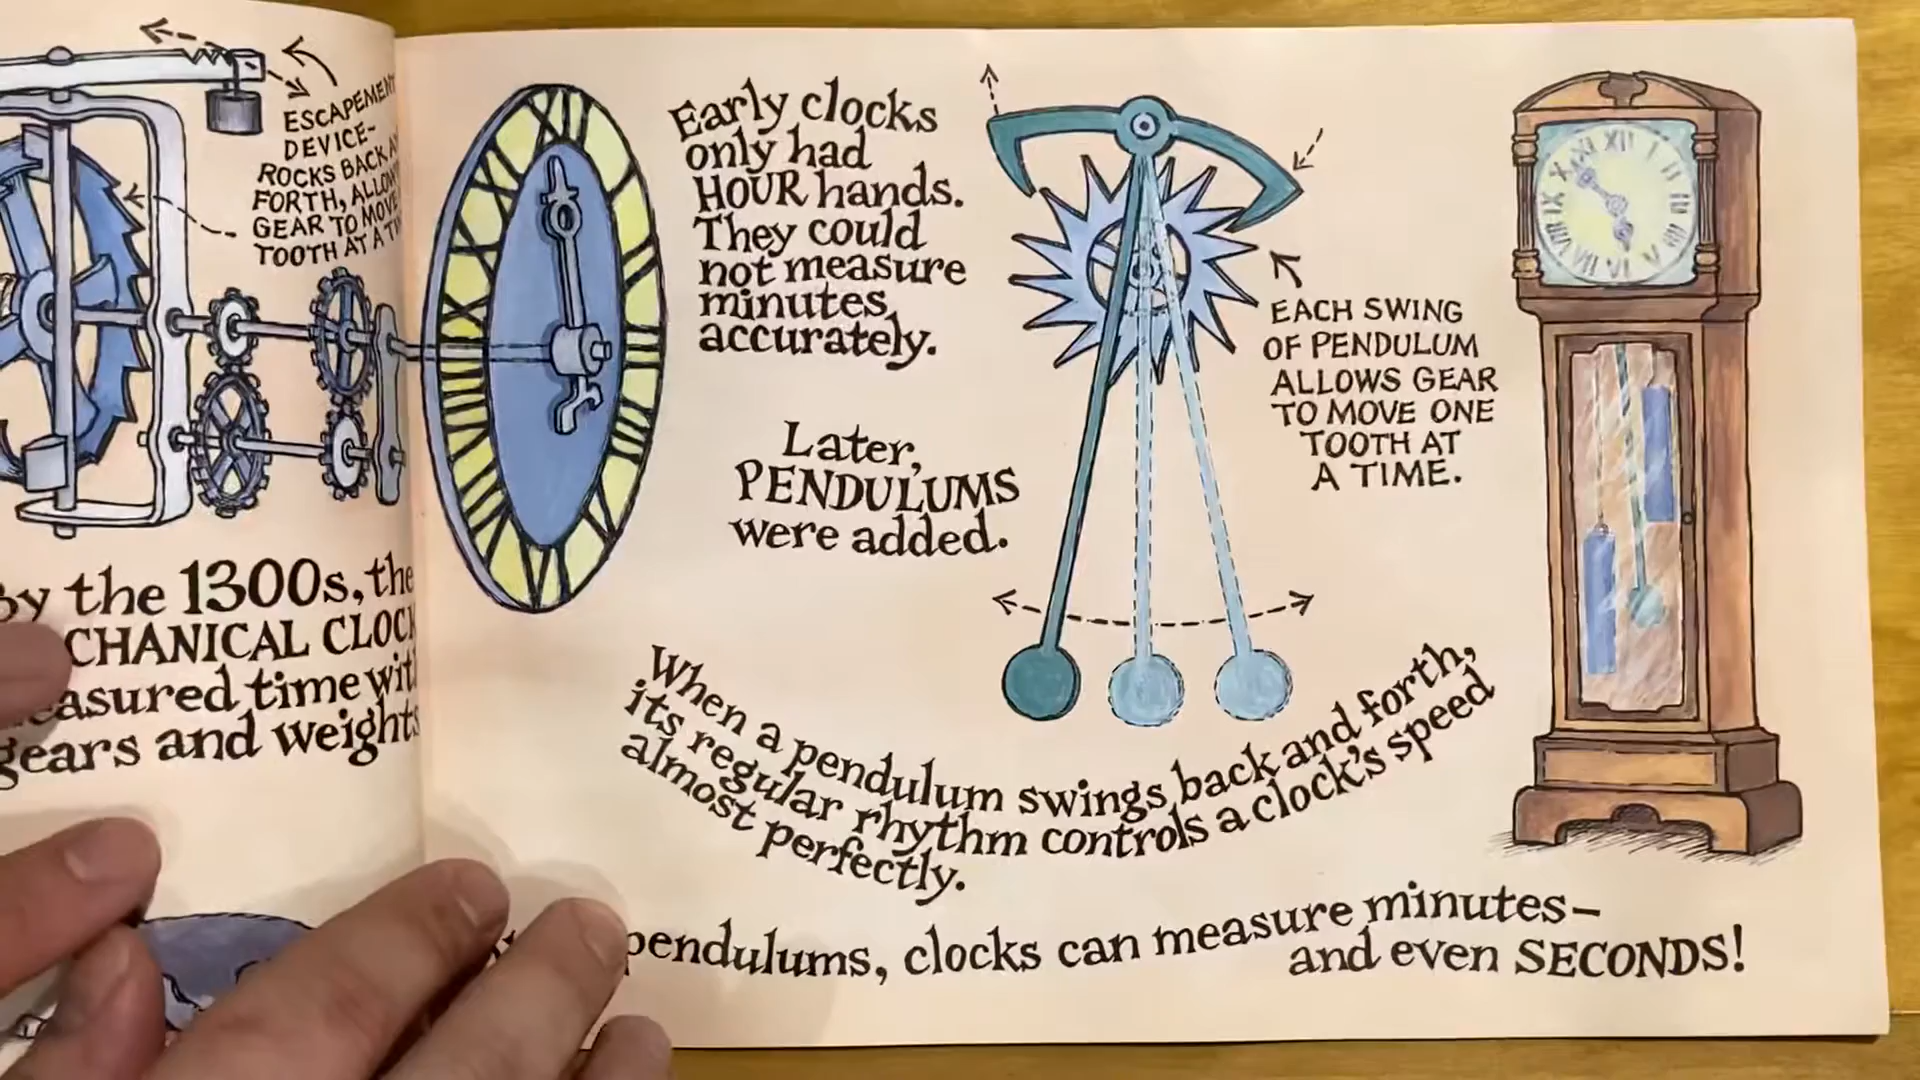 ESCAPEMENT
DEVICE-
ROCKS BACK
FORTH,
GEAR TO MOVE
TOOTH AT A
by the 1300s, the
CHANICAL CLOCK
easured time with
gears and weights
Early clocks
only had
HOUR hands.
They could
not measure
minutes
accurately.
Later,
PENDULUMS
were added.
EACH SWING
OF PENDULUM
ALLOWS GEAR
TO MOVE ONE
TOOTH AT
A TIME.
When a pendulum swings back and forth,
its regular rhythm controls a clock's speed
almost perfectly.
pendulums, clocks can measure minutes–
and even SECONDS!